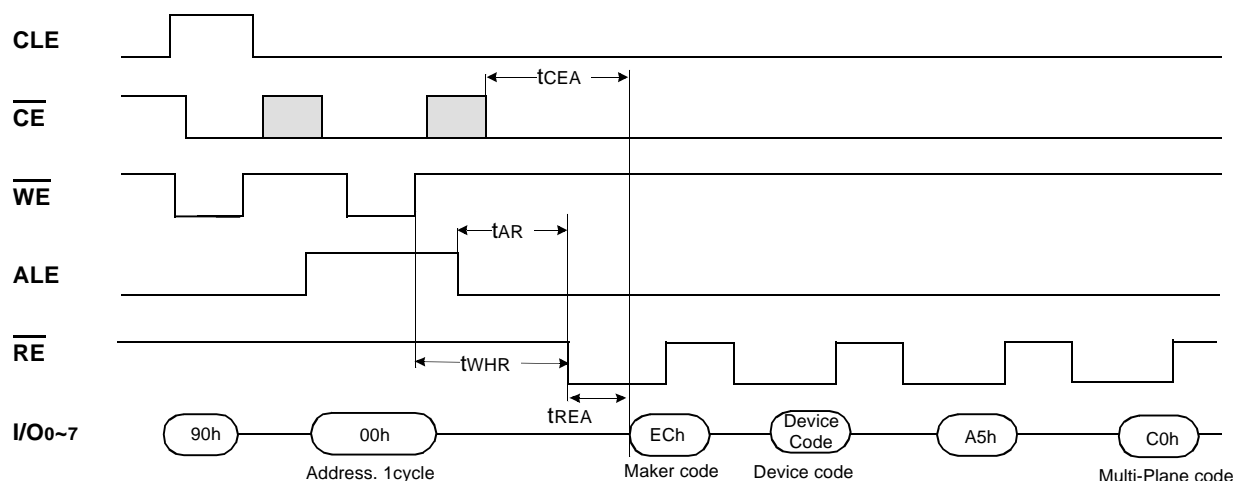 CLE
tCEA
CE
WE
tAR
ALE
RE
tWHR
tREA
I/O0~7
90h
00h
ECh
Device
Code
A5h
C0h
Address. 1cycle
Maker code
Device code
Multi-Plane code